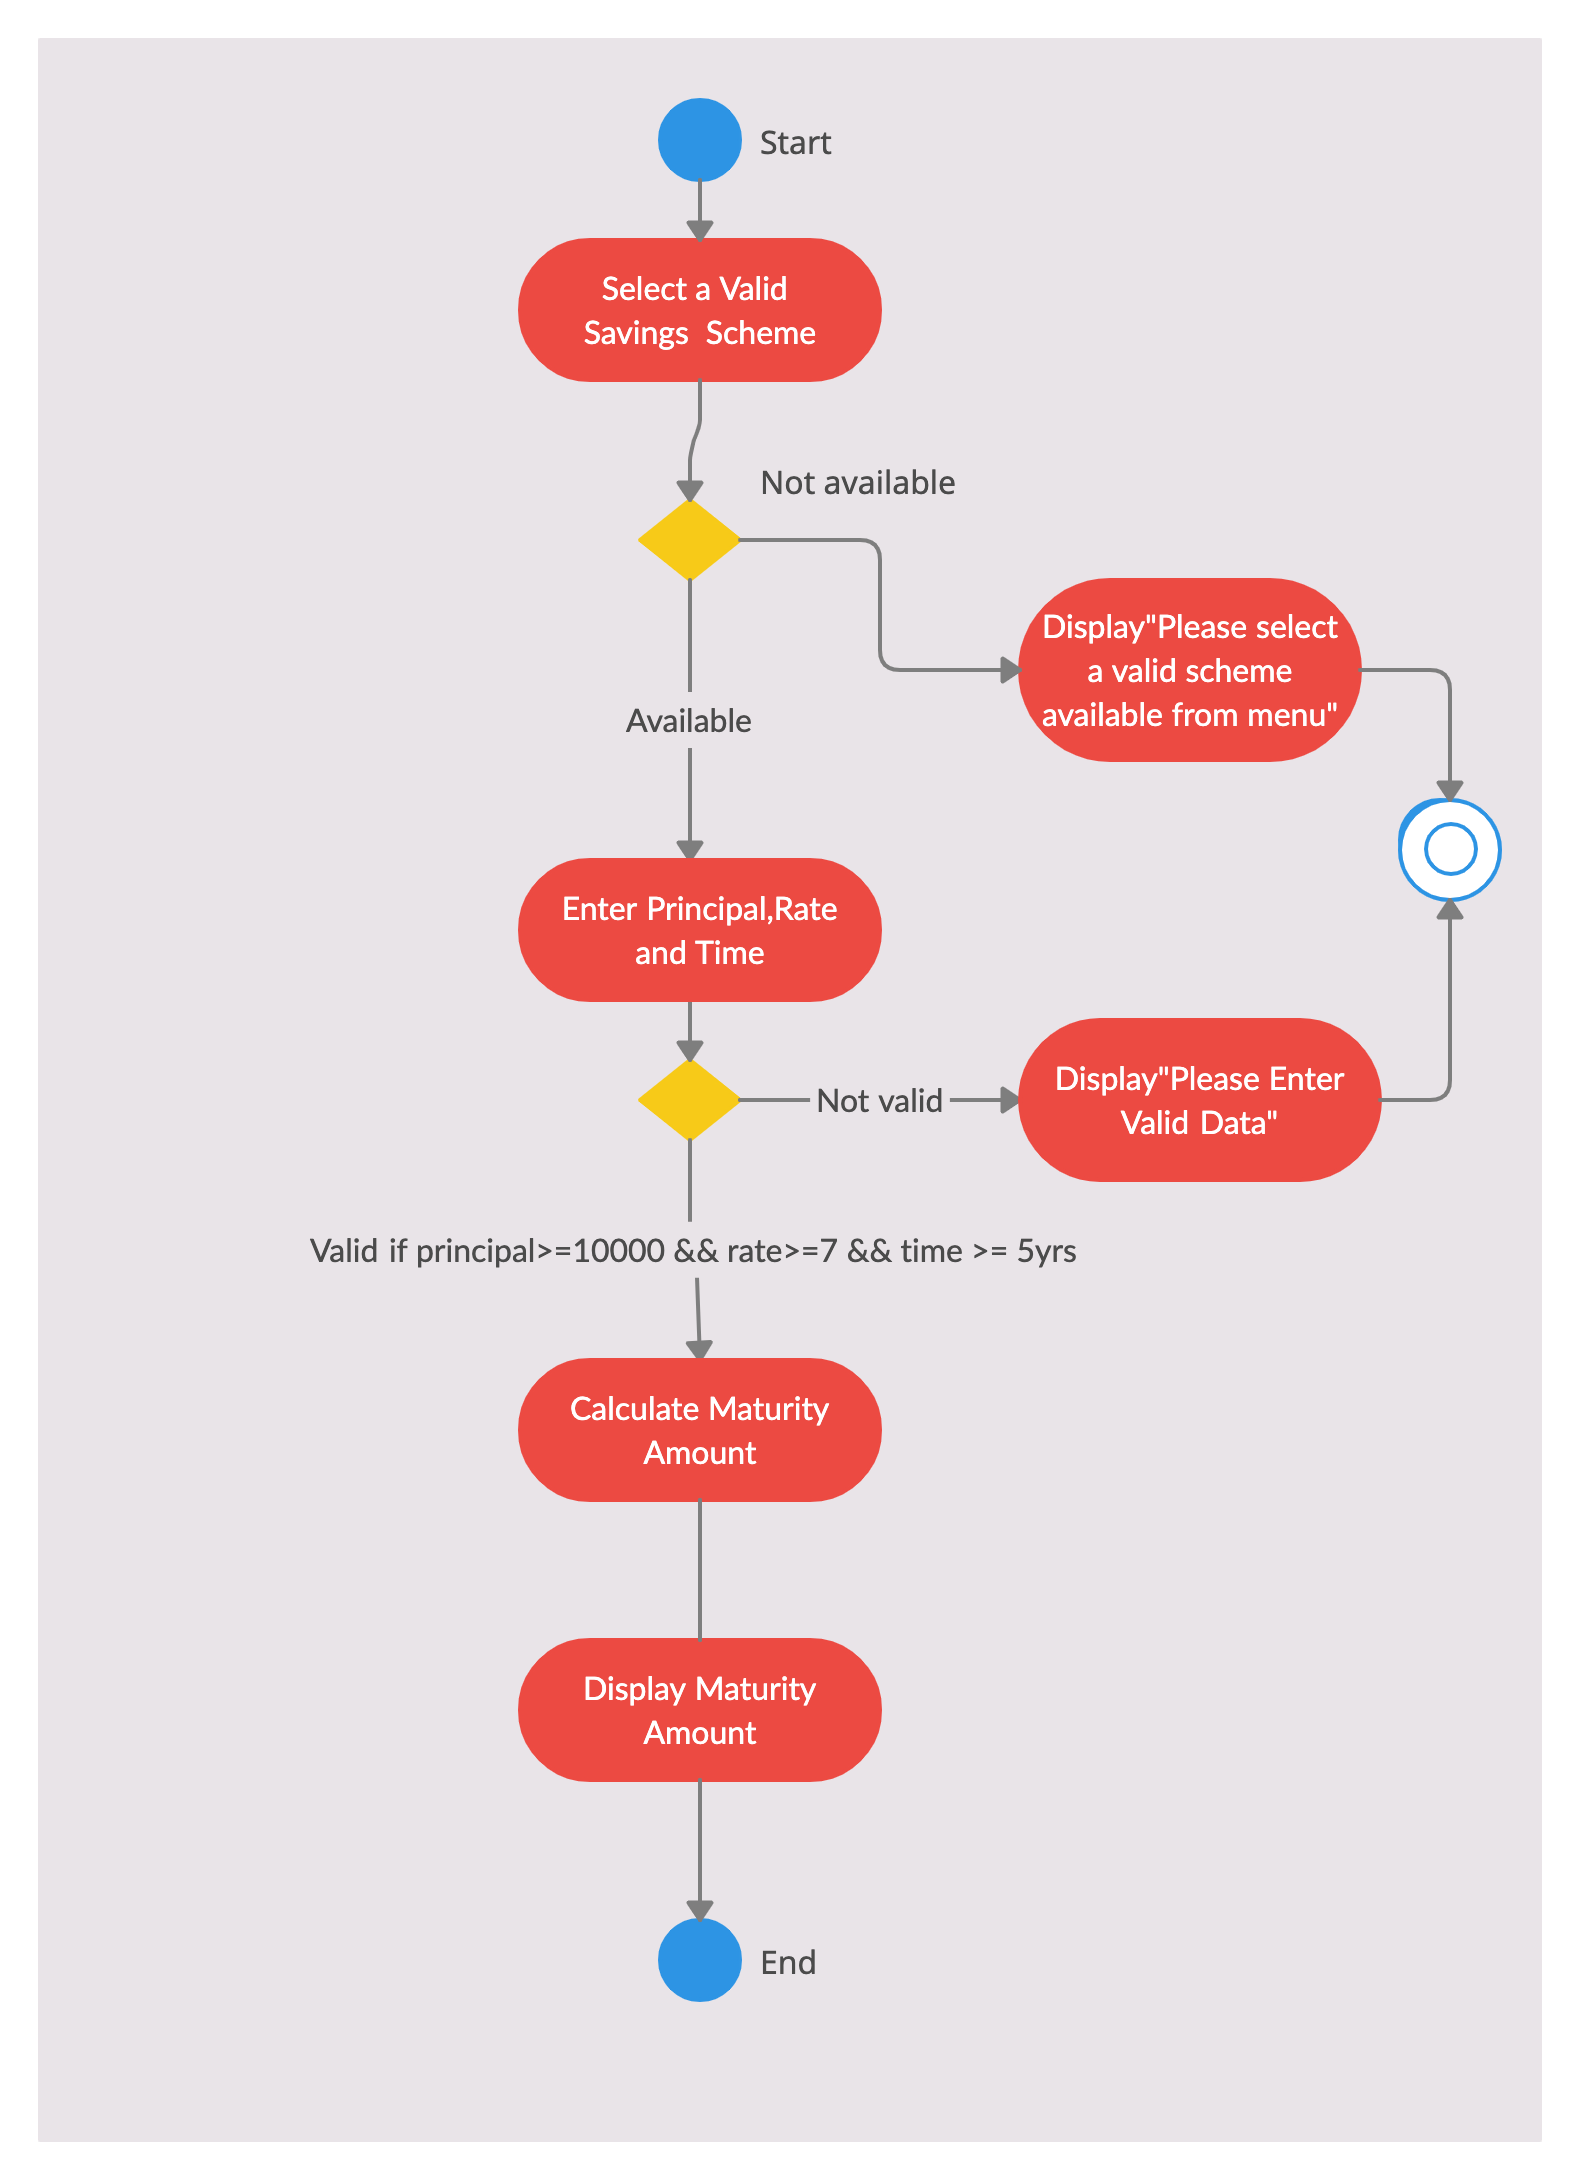 Start
Select a Valid
Savings  Scheme
Not available
Display"Please select
a valid scheme
available from menu"
Available
Enter Principal,Rate
and Time
Not valid
Display"Please Enter
Valid Data"
Valid if principal>=10000 && rate>=7 && time >= 5yrs
Calculate Maturity
Amount
Display Maturity
Amount
End